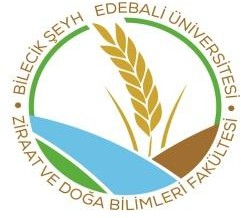 BİLECİK ŞEYH EDEBALİ ÜNİVERSİTESİ
ZİRAAT VE DOĞA BİLİMLERİ FAKÜLTESİ